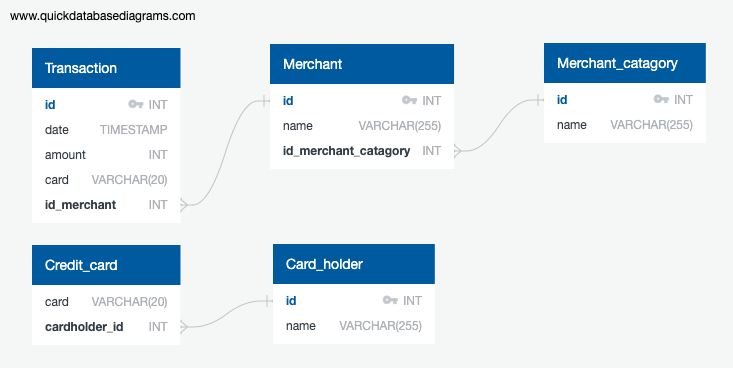 www.quickdatabasediagrams.com
Transaction
id INT
date TIMESTAMP
amount INT
card VARCHAR(20)
id_merchant INT
Merchant
id INT
name VARCHAR(255)
id_merchant_catagory INT
Merchant_catagory
id INT
name VARCHAR(255)
Credit_card
card VARCHAR(20)
cardholder_id INT
Card_holder
id INT
name VARCHAR(255)